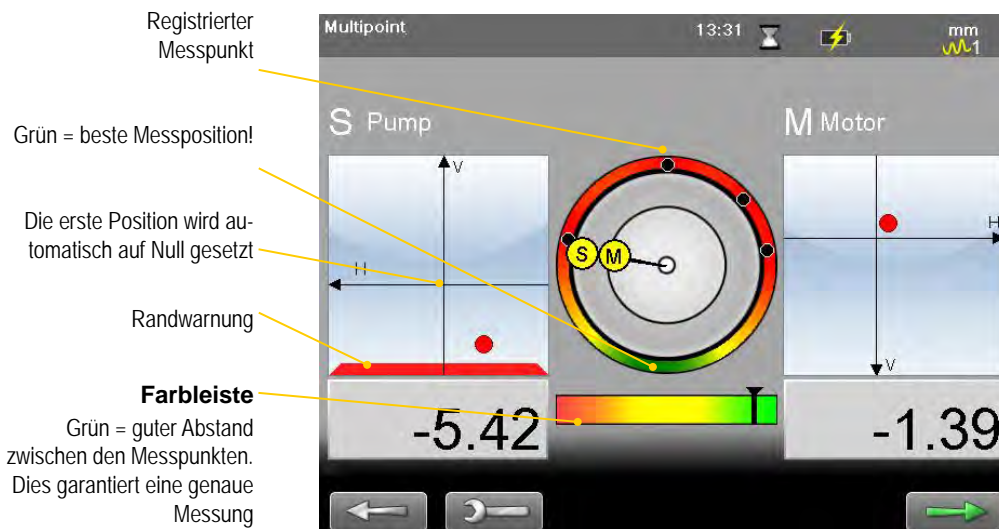 Registrierter
Messpunkt
Grün = beste Messposition!
Die erste Position wird au-
tomatisch auf Null gesetzt
Randwarnung
Farbleiste
Grün = guter Abstand
zwischen den Messpunkten.
Dies garantiert eine genaue
Messung
Multipoint 13:31 mm
1
S Pump
M Motor
V
H
S M
H
V
-5.42
-1.39